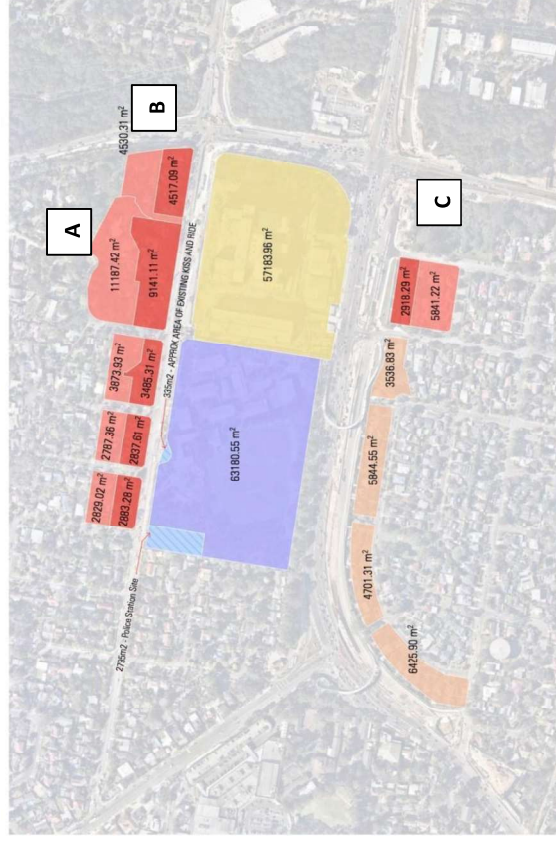 A
B
C
4530.31 m²
4517.09 m²
11187.42 m²
9141.11 m²
3873.93 m²
3485.31 m²
2787.36 m²
2837.61 m²
2829.02 m²
2883.28 m²
335m2 - APPROX AREA OF EXISTING KISS AND RIDE
- Police Station Site
57183.96 m²
63180.55 m²
2918.29 m²
5841.22 m²
3536.83 m²
5844.55 m²
4701.31 m²
6425.90 m²